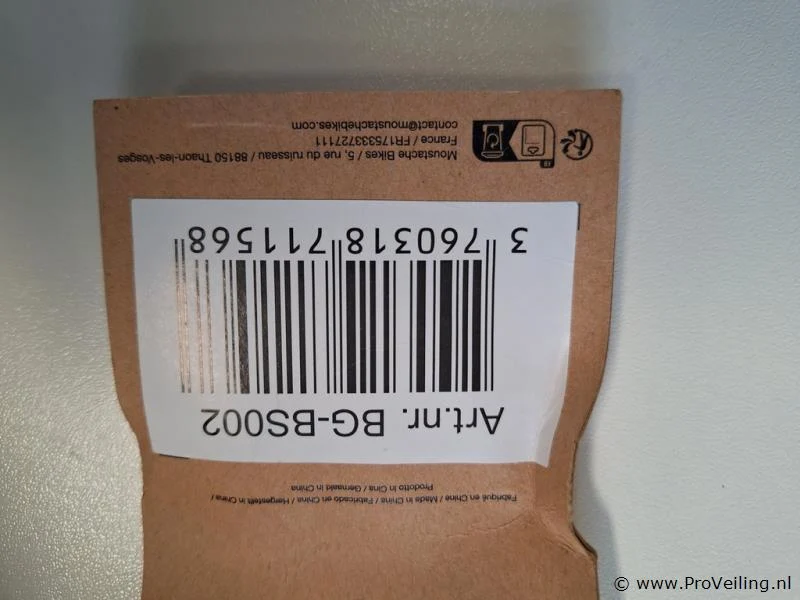 Fabriqué en Chine / Made in China / Fabricado en China / Hergestellt in China /
Prodotto in Cina / Gemaakt in China
Art.nr. BG-BS002
3 760318 711568
Moustache Bikes / 5, rue du ruisseau / 88150 Thaon-les-Vosges
France / FR17533372711
contact@moustachebikes.com
© www.ProVeiling.nl